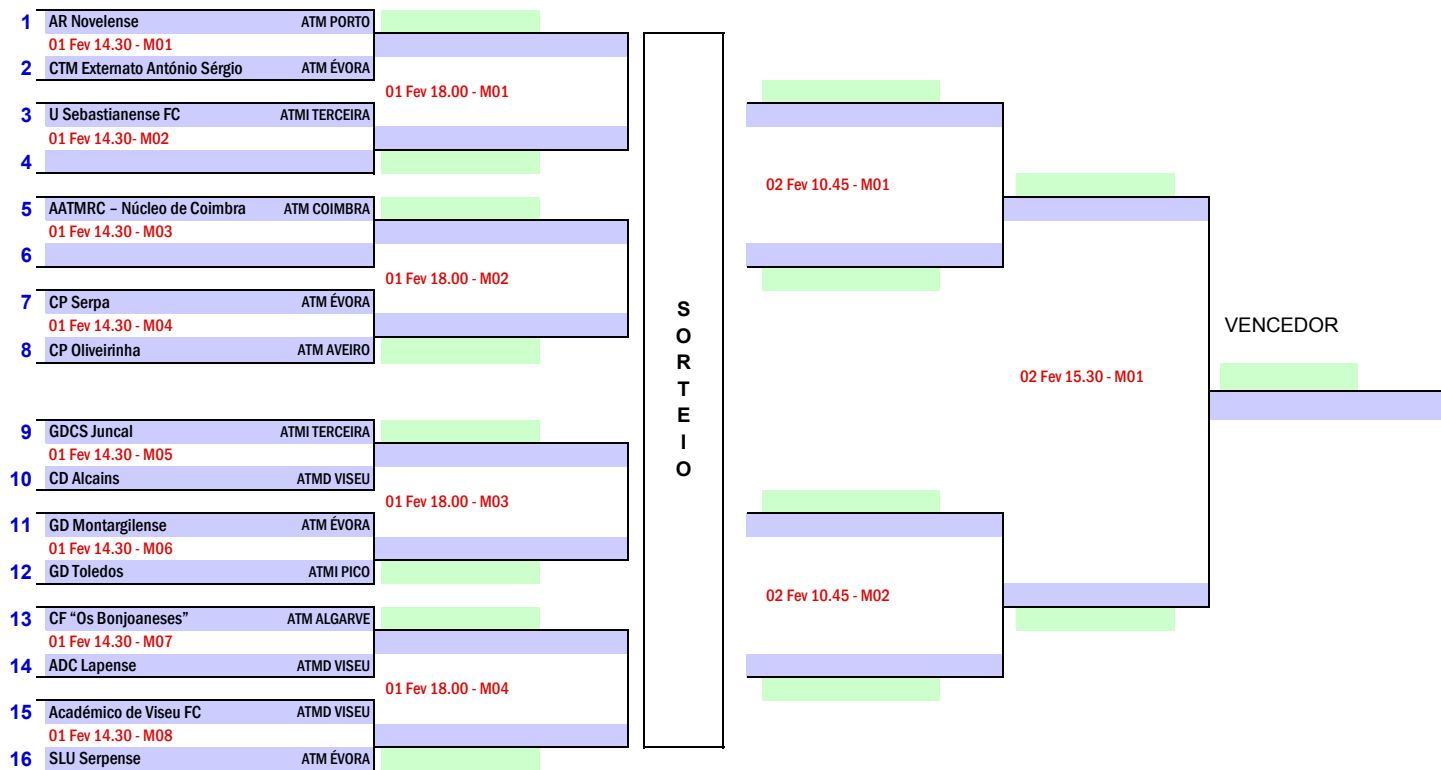 1 AR Novelense ATM PORTO
01 Fev 14.30 - M01
2 CTM Externato António Sérgio ATM ÉVORA
01 Fev 18.00 - M01
3 U Sebastianense FC ATMI TERCEIRA
01 Fev 14.30- M02
4
5 AATMRC – Núcleo de Coimbra ATM COIMBRA
01 Fev 14.30 - M03
6
01 Fev 18.00 - M02
7 CP Serpa ATM ÉVORA
01 Fev 14.30 - M04
8 CP Oliveirinha ATM AVEIRO
9 GDCS Juncal ATMI TERCEIRA
01 Fev 14.30 - M05
10 CD Alcains ATMD VISEU
01 Fev 18.00 - M03
11 GD Montargilense ATM ÉVORA
01 Fev 14.30 - M06
12 GD Toledos ATMI PICO
13 CF “Os Bonjoaneses” ATM ALGARVE
01 Fev 14.30 - M07
14 ADC Lapense ATMD VISEU
01 Fev 18.00 - M04
15 Académico de Viseu FC ATMD VISEU
01 Fev 14.30 - M08
16 SLU Serpense ATM ÉVORA
S
O
R
T
E
I
O
02 Fev 10.45 - M01
02 Fev 10.45 - M02
02 Fev 15.30 - M01
VENCEDOR